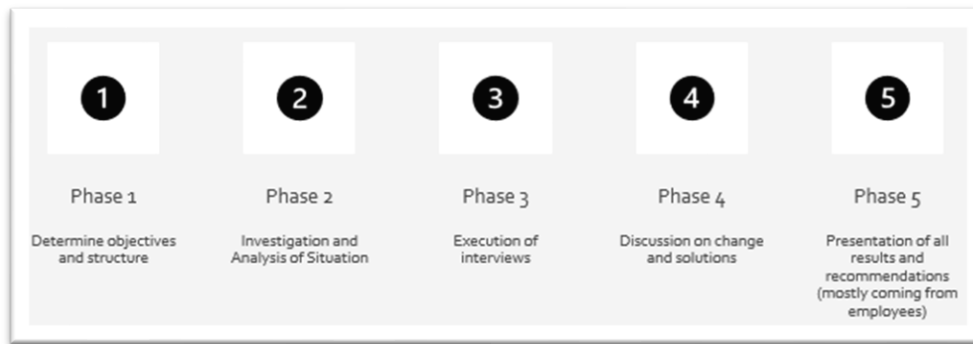 1
2
3
4
5
Phase 1
Phase 2
Phase 3
Phase 4
Phase 5
Determine objectives
and structure
Investigation and
Analysis of Situation
Execution of
interviews
Discussion on change
and solutions
Presentation of all
results and
recommendations
(mostly coming from
employees)